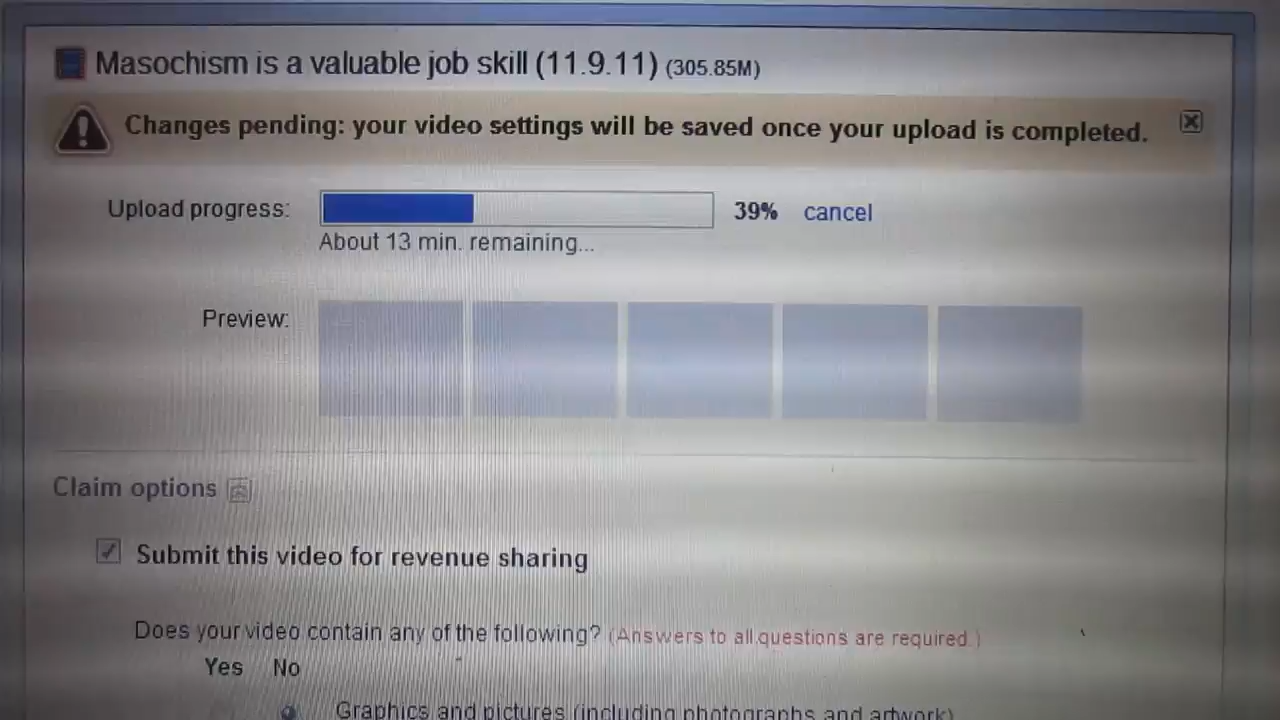 Masochism is a valuable job skill (11.9.11) (305.85M)
Changes pending: your video settings will be saved once your upload is completed.
Upload progress: 39% cancel
About 13 min. remaining...
Preview:
Claim options
Submit this video for revenue sharing
Does your video contain any of the following? (Answers to all questions are required.)
Yes No
Graphics and pictures (including photographs and artwork)